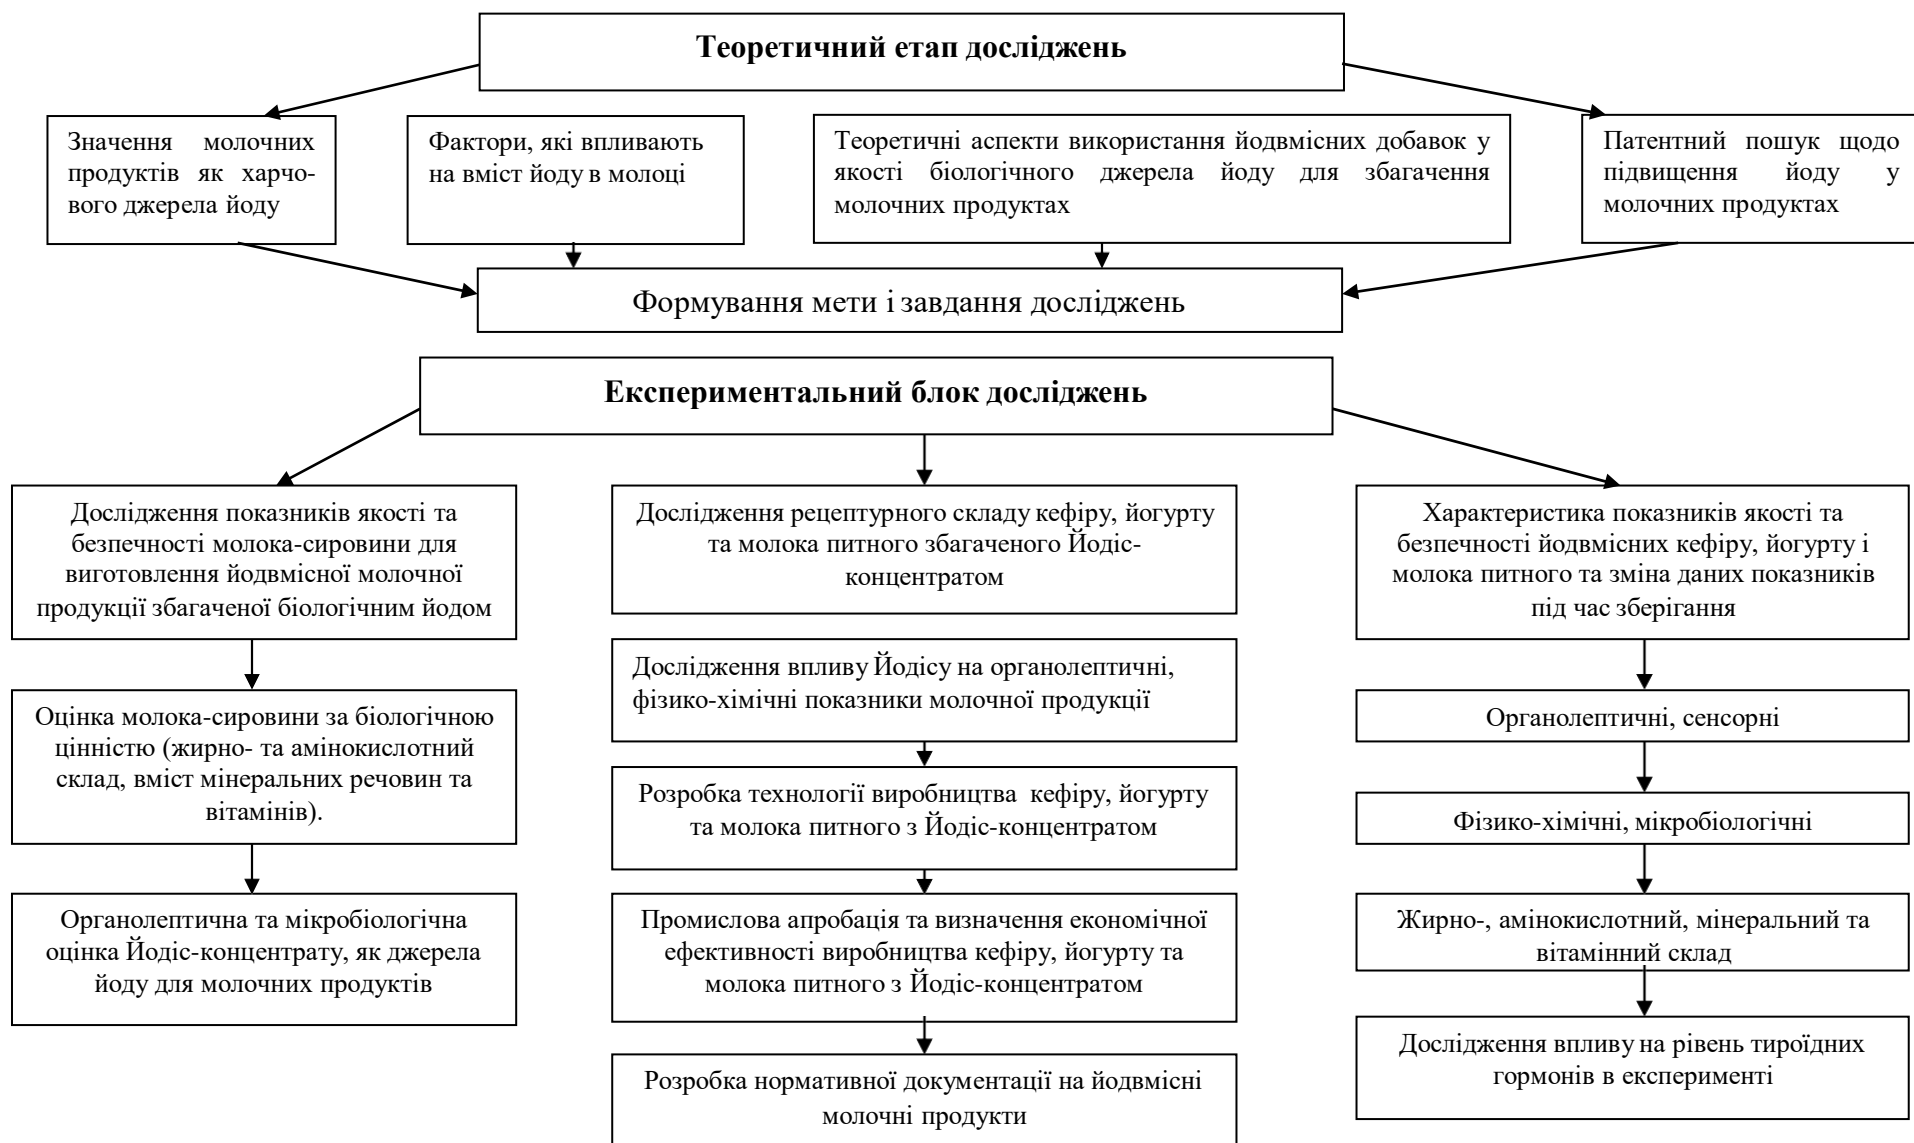 Теоретичний етап досліджень
Значення молочних
продуктів як харчо-
вого джерела йоду
Фактори, які впливають
на вміст йоду в молоці
Теоретичні аспекти використання йодвмісних добавок у
якості біологічного джерела йоду для збагачення
молочних продуктах
Патентний пошук щодо
підвищення йоду у
молочних продуктах
Формування мети і завдання досліджень
Експериментальний блок досліджень
Дослідження показників якості та
безпечності молока-сировини для
виготовлення йодвмісної молочної
продукції збагаченої біологічним йодом
Оцінка молока-сировини за біологічною
цінністю (жирно- та амінокислотний
склад, вміст мінеральних речовин та
вітамінів).
Органолептична та мікробіологічна
оцінка Йодіс-концентрату, як джерела
йоду для молочних продуктів
Дослідження рецептурного складу кефіру, йогурту
та молока питного збагаченого Йодіс-
концентратом
Дослідження впливу Йодісу на органолептичні,
фізико-хімічні показники молочної продукції
Розробка технології виробництва кефіру, йогурту
та молока питного з Йодіс-концентратом
Промислова апробація та визначення економічної
ефективності виробництва кефіру, йогурту та
молока питного з Йодіс-концентратом
Розробка нормативної документації на йодвмісні
молочні продукти
Характеристика показників якості та
безпечності йодвмісних кефіру, йогурту і
молока питного та зміна даних показників
під час зберігання
Органолептичні, сенсорні
Фізико-хімічні, мікробіологічні
Жирно-, амінокислотний, мінеральний та
вітамінний склад
Дослідження впливу на рівень тироїдних
гормонів в експерименті